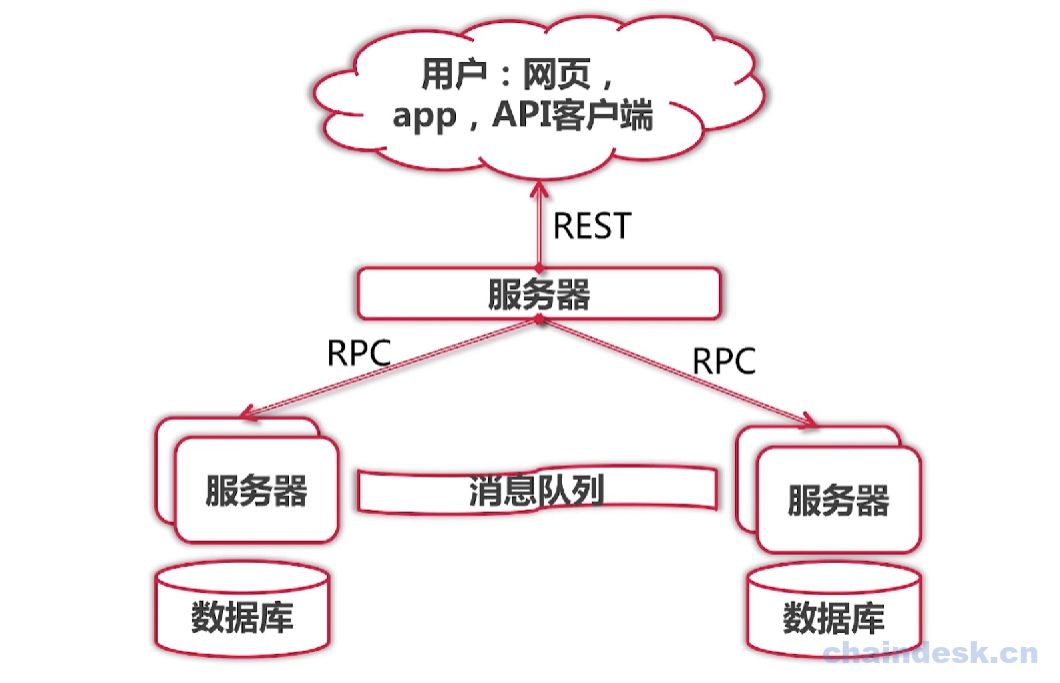 用户：网页，
app，API客户端
REST
服务器
RPC
RPC
服务器
消息队列
服务器
数据库
数据库
chaindesk.cn